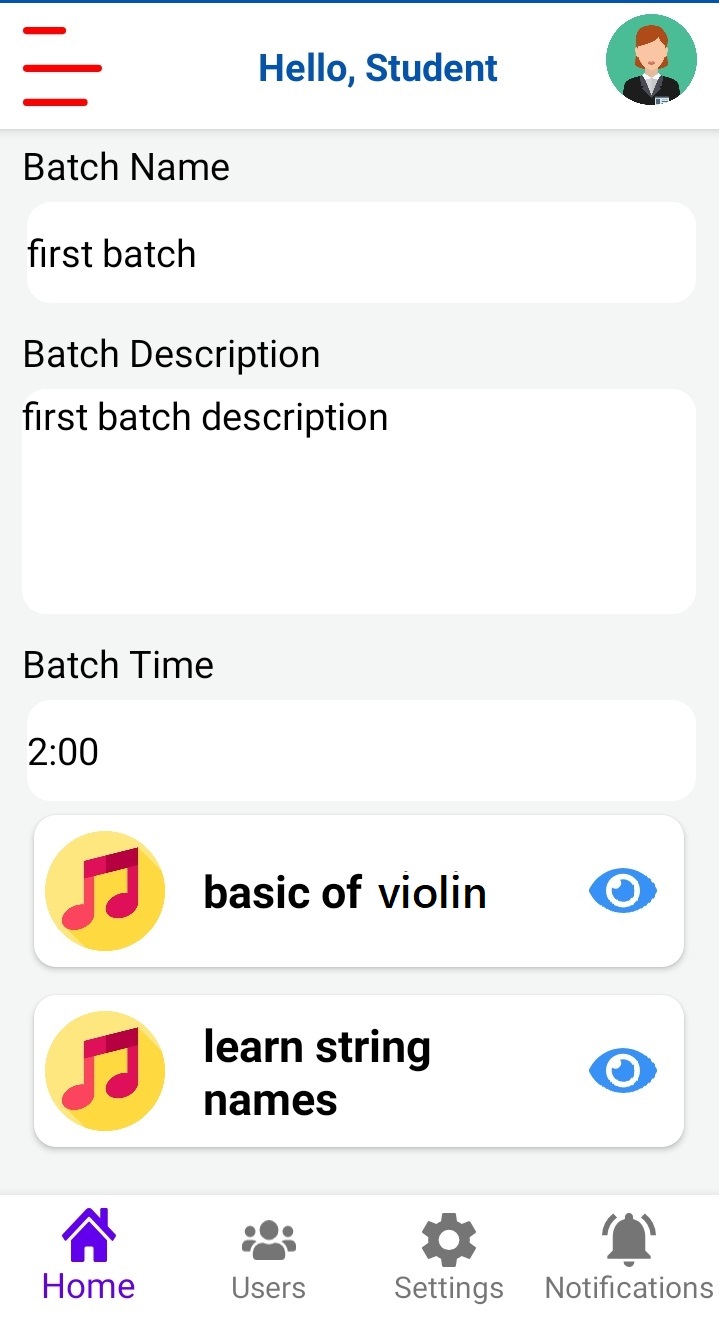 Hello, Student
Batch Name
first batch
Batch Description
first batch description
Batch Time
2:00
basic of violin
learn string
names
Home
Users
Settings
Notifications